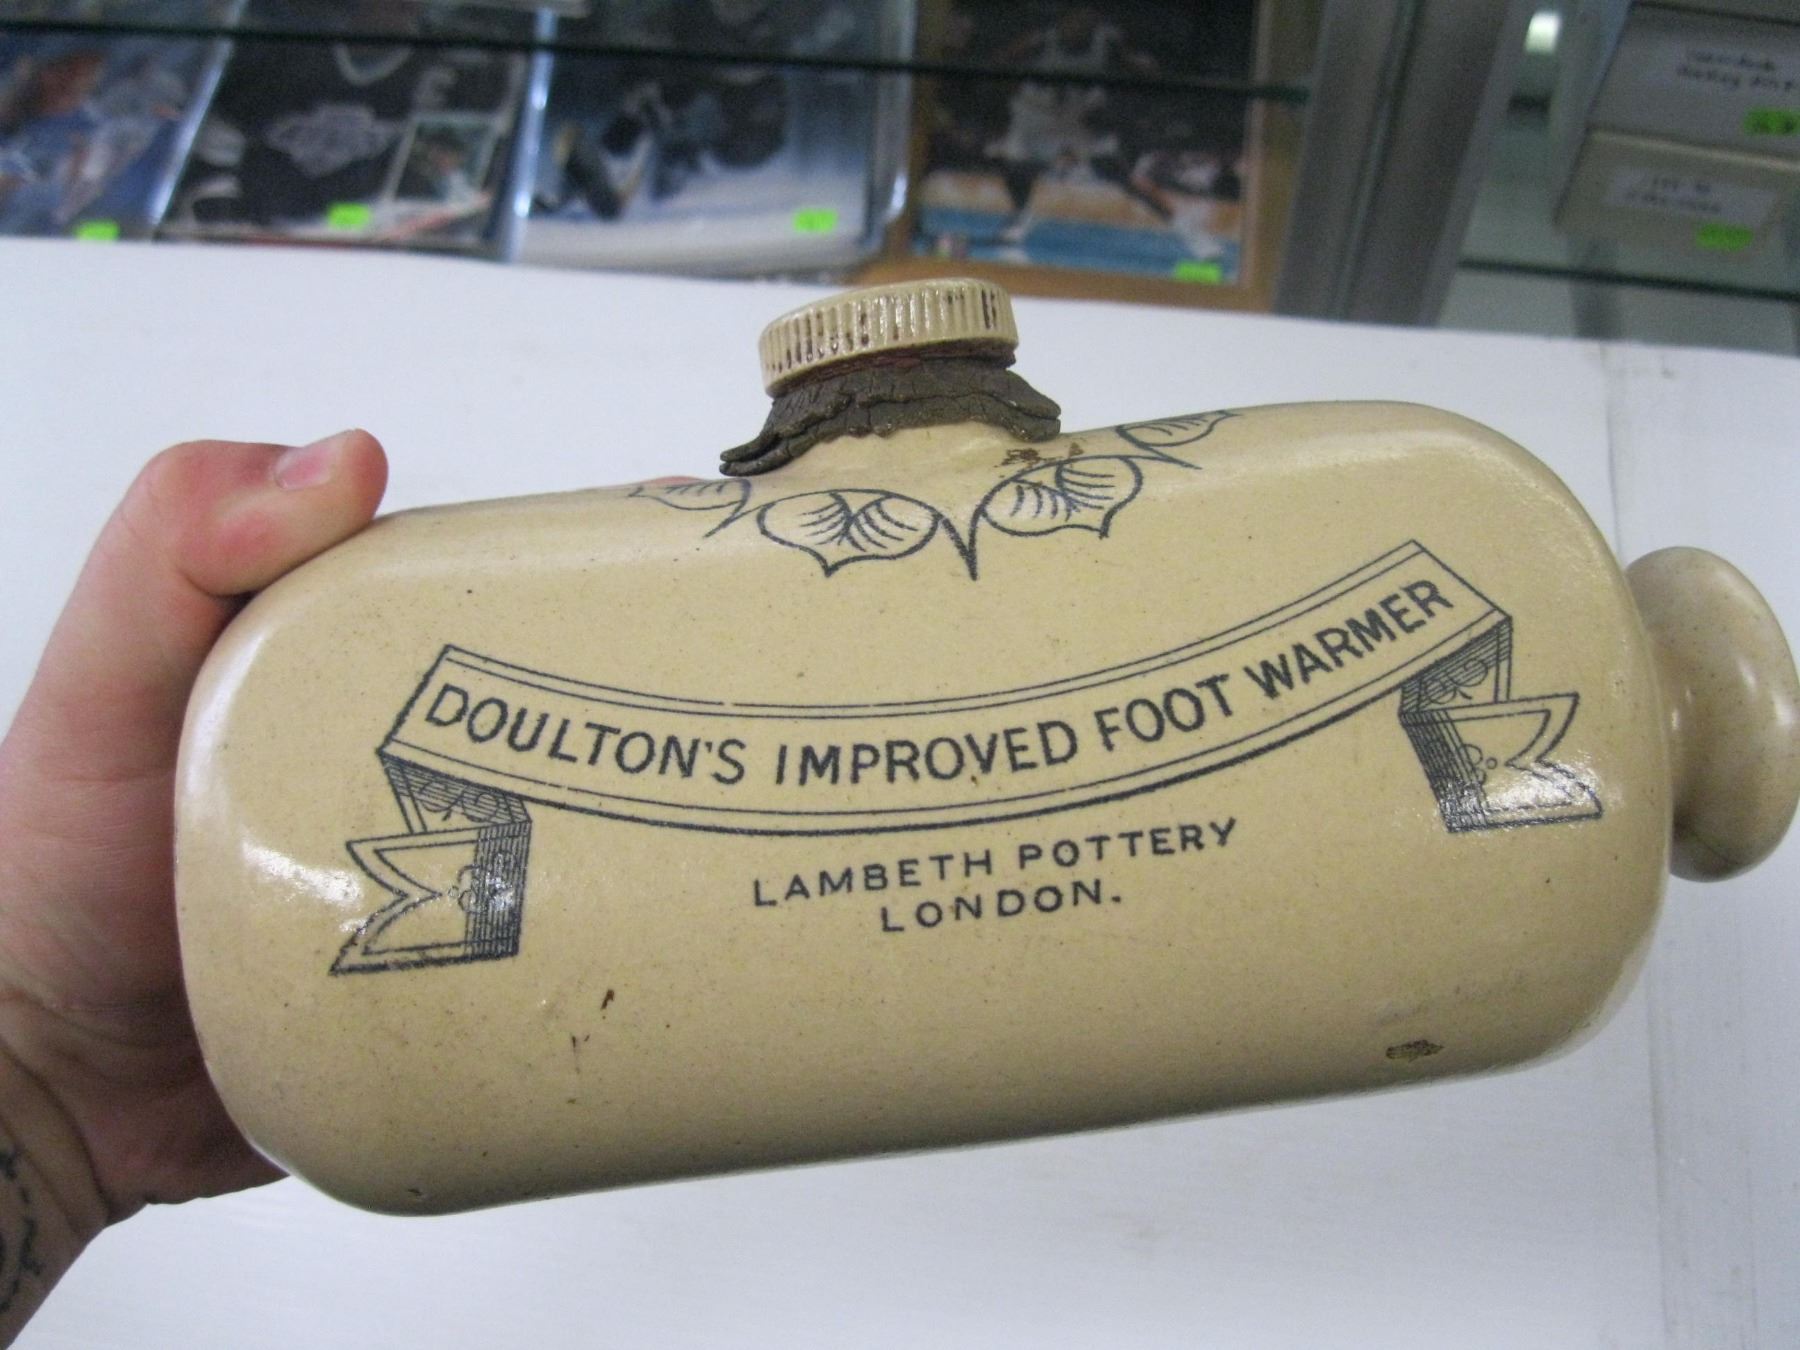 DOULTON'S IMPROVED FOOT WARMER
LAMBETH POTTERY
LONDON.